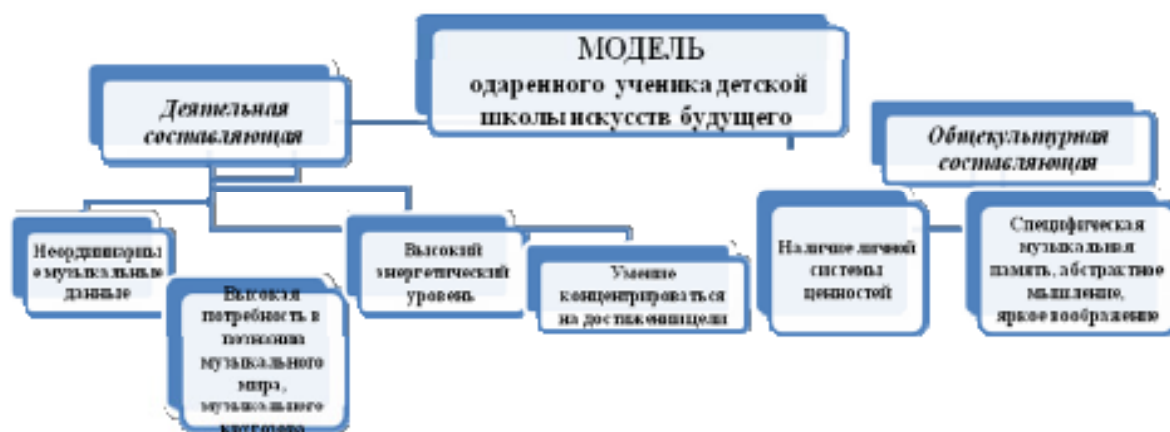 МОДЕЛЬ
одаренного ученика детской
школы искусств будущего
Деятельная
составляющая
Общекультурная
составляющая
Неординарны
е музыкальные
данные
Высокая
потребность в
познании
музыкального
мира,
музыкального
кругозора
Высокий
энергетический
уровень
Умение
концентрироваться
на достижении цели
Наличие личной
системы
ценностей
Специфическая
музыкальная
память, абстрактное
мышление,
яркое воображение